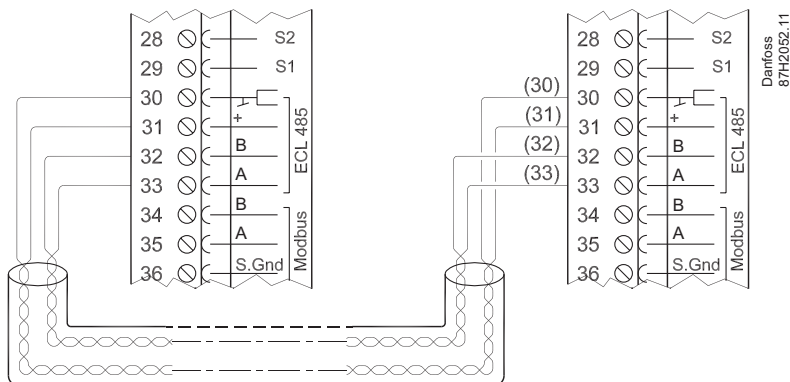 28 S2
29 S1
30
31 +
32 B
33 A
ECL 485
34 B
35 A
36 S.Gnd
Modbus
28 S2
29 S1
(30) 30
(31) 31 +
(32) 32 B
(33) 33 A
ECL 485
34 B
35 A
36 S.Gnd
Modbus
Danfoss
87H2052.11